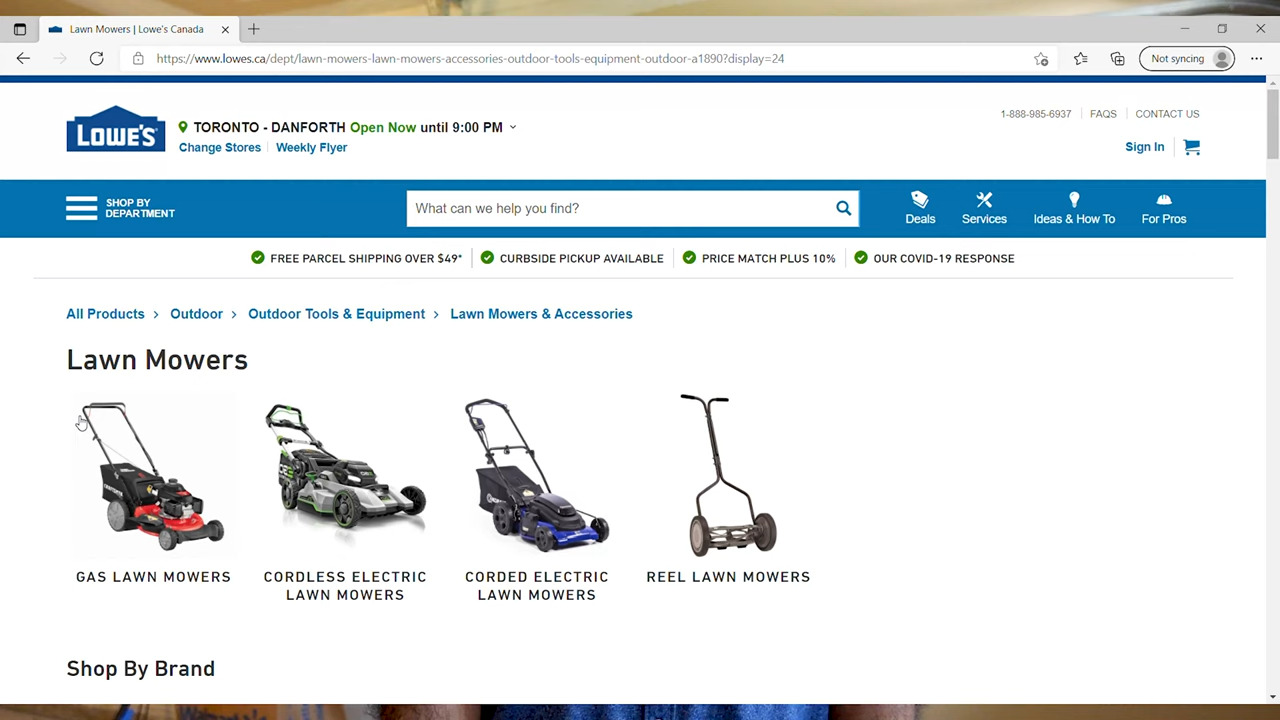 Lawn Mowers | Lowe's Canada
https://www.lowes.ca/dept/lawn-mowers-lawn-mowers-accessories-outdoor-tools-equipment-outdoor-a1890?display=24
Not syncing
LOWE'S
TORONTO - DANFORTH Open Now until 9:00 PM
Change Stores
Weekly Flyer
1-888-985-6937
FAQS
CONTACT US
Sign In
SHOP BY
DEPARTMENT
What can we help you find?
Deals
Services
Ideas & How To
For Pros
FREE PARCEL SHIPPING OVER $49*
CURBSIDE PICKUP AVAILABLE
PRICE MATCH PLUS 10%
OUR COVID-19 RESPONSE
All Products > Outdoor > Outdoor Tools & Equipment > Lawn Mowers & Accessories
Lawn Mowers
GAS LAWN MOWERS
CORDLESS ELECTRIC
LAWN MOWERS
CORDED ELECTRIC
LAWN MOWERS
REEL LAWN MOWERS
Shop By Brand